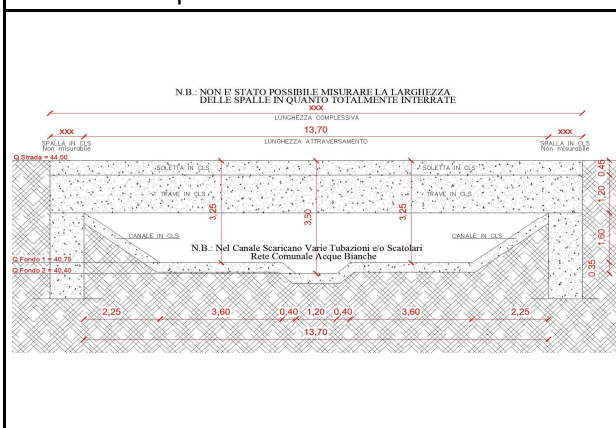 N.B.: NON E' STATO POSSIBILE MISURARE LA LARGHEZZA
DELLE SPALLE IN QUANTO TOTALMENTE INTERRATE
xxx
LUNGHEZZA COMPLESSIVA
xxx 13,70 xxx
SPALLA IN CLS LUNGHEZZA ATTRAVERSAMENTO SPALLA IN CLS
Non misurabile Non misurabile
Q Strada = 44,00
SOLETTA IN CLS SOLETTA IN CLS 0,45
TRAVE IN CLS TRAVE IN CLS 1,20
3,25 3,60 3,25
CANALE IN CLS CANALE IN CLS 1,60
N.B.: Nel Canale Scaricano Varie Tubazioni e/o Scatolari
Rete Comunale Acque Bianche
Q Fondo 1 = 40,75
Q Fondo 2 = 40,40 0,35
2,25 3,60 0,40 1,20 0,40 3,60 2,25
13,70